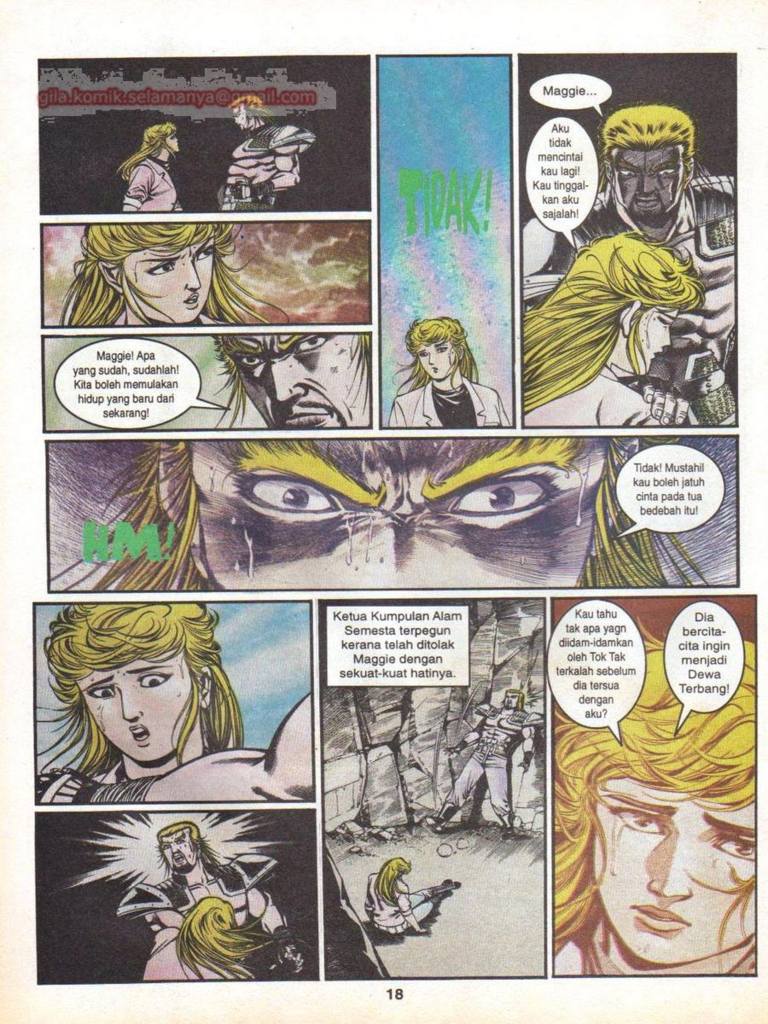 gila.komik.selamanya@gmail.com
Maggie! Apa
yang sudah, sudahlah!
Kita boleh memulakan
hidup yang baru dari
sekarang!
TIDAK!
Maggie...
Aku
tidak
mencintai
kau lagi!
Kau tinggal-
kan aku
sajalah!
HM!
Tidak! Mustahil
kau boleh jatuh
cinta pada tua
bedebah itu!
Ketua Kumpulan Alam
Semesta terpegun
kerana telah ditolak
Maggie dengan
sekuat-kuat hatinya.
Kau tahu
tak apa yagn
diidam-idamkan
oleh Tok Tak
terkalah sebelum
dia tersua
dengan
aku?
Dia
bercita-
cita ingin
menjadi
Dewa
Terbang!
18